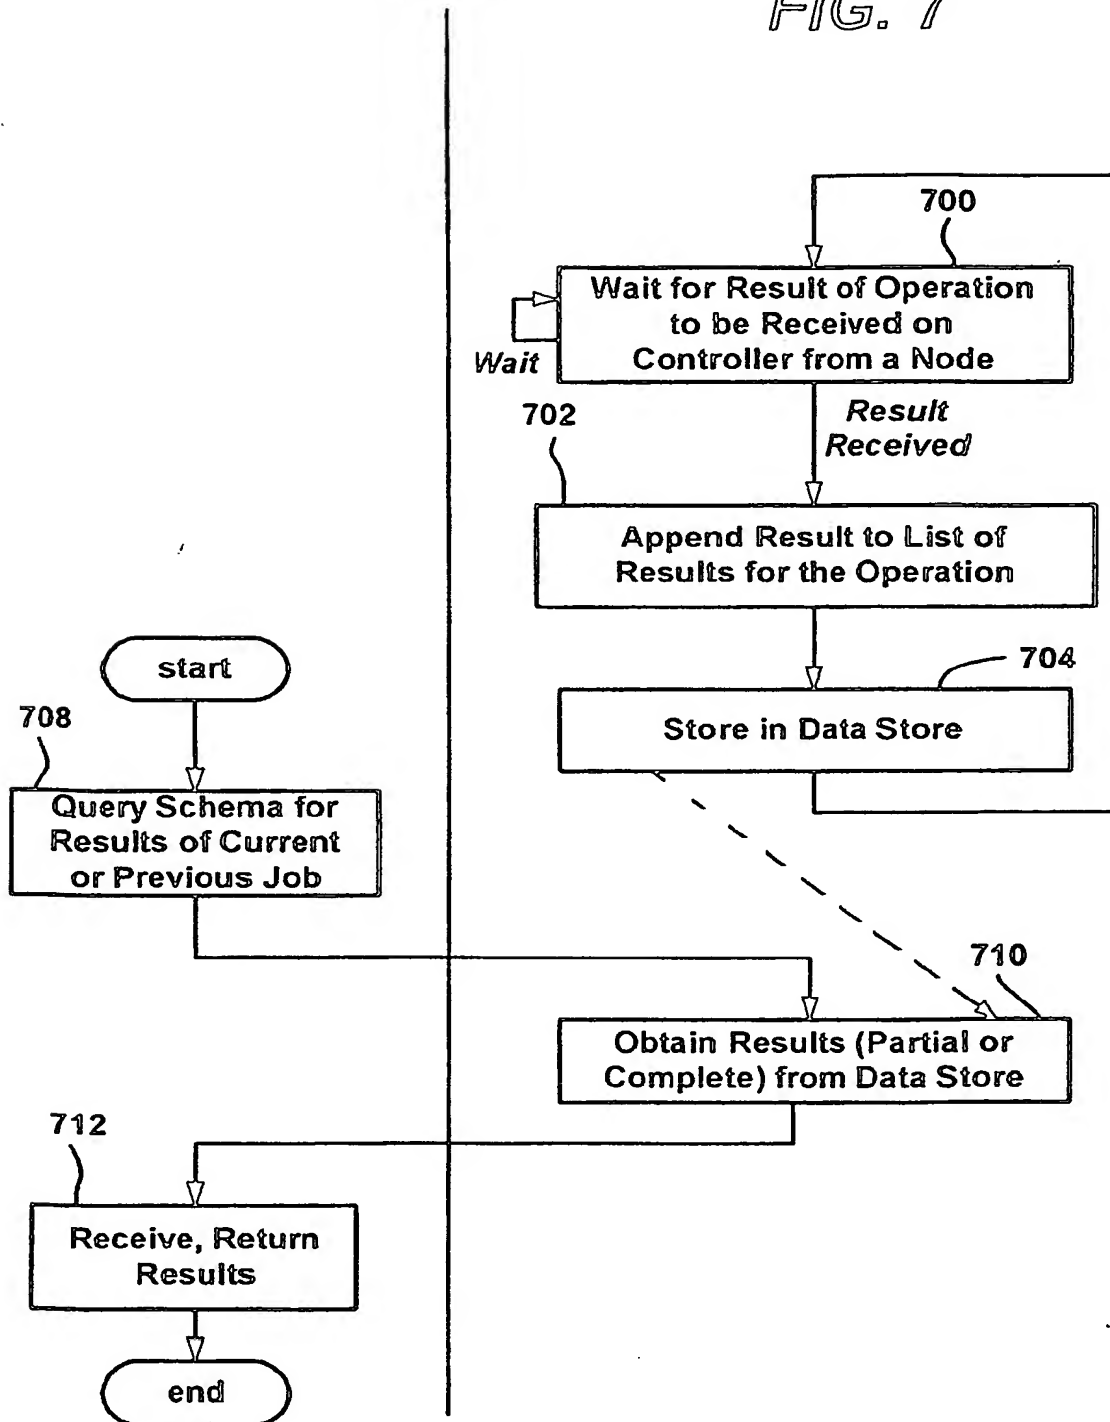 FIG. 7
700
Wait for Result of Operation
to be Received on
Controller from a Node
Wait
Result
Received
702
Append Result to List of
Results for the Operation
704
Store in Data Store
start
708
Query Schema for
Results of Current
or Previous Job
710
Obtain Results (Partial or
Complete) from Data Store
712
Receive, Return
Results
end